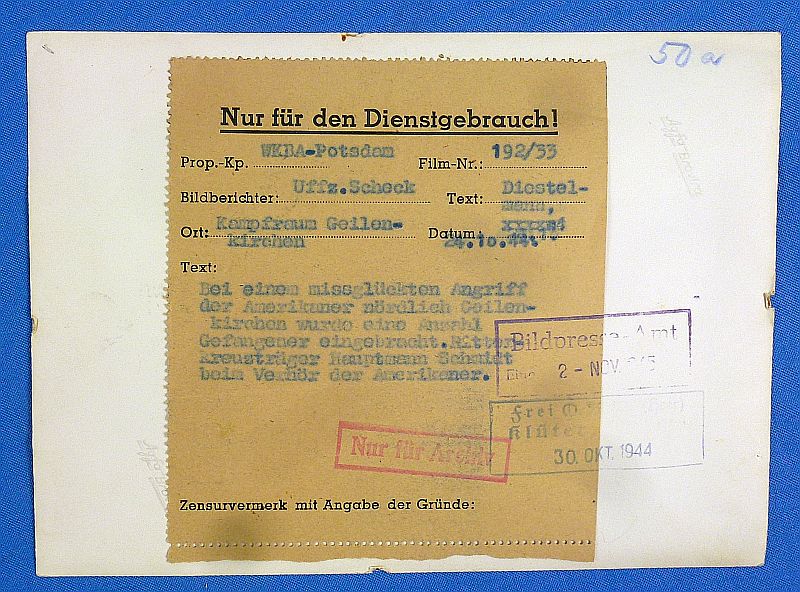 50 a
Nur für den Dienstgebrauch!
Prop.-Kp. WKBA-Potsdam Film-Nr.: 192/33
Bildberichter: Uffz.Scheck Text: Diestel-
mann,
Ort: Kampfraum Geilen- Datum: xxxxx4
kirchen 24.10.44.
Text:
Bei einem missglückten Angriff
der Amerikaner nördlich Geilen-
kirchen wurde eine Anzahl
Gefangener eingebracht.Ritter-
Kreuzträger Hauptmann Schmidt
beim Verhör der Amerikaner.
Bildpresse-Amt
2 - NOV.
Frei
30. OKT. 1944
Nur für Archiv
Zensurvermerk mit Angabe der Gründe: